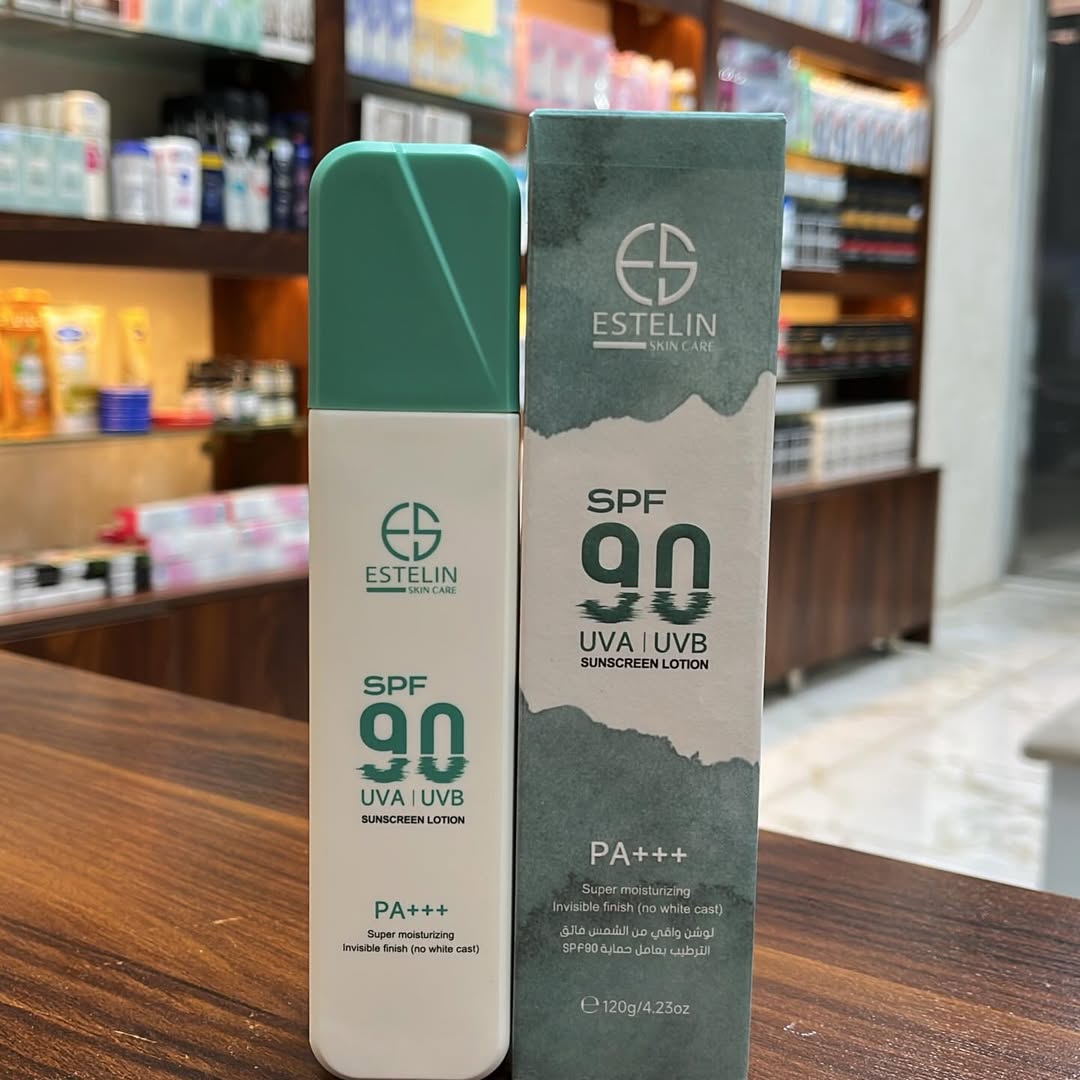 ES
ESTELIN
SKIN CARE
SPF
90
UVA | UVB
SUNSCREEN LOTION
PA+++
Super moisturizing
Invisible finish (no white cast)
ES
ESTELIN
SKIN CARE
SPF
90
UVA | UVB
SUNSCREEN LOTION
PA+++
Super moisturizing
Invisible finish (no white cast)
لوشن واقي من الشمس فائق
الترطيب بعامل حماية SPF90
℮ 120g/4.23oz